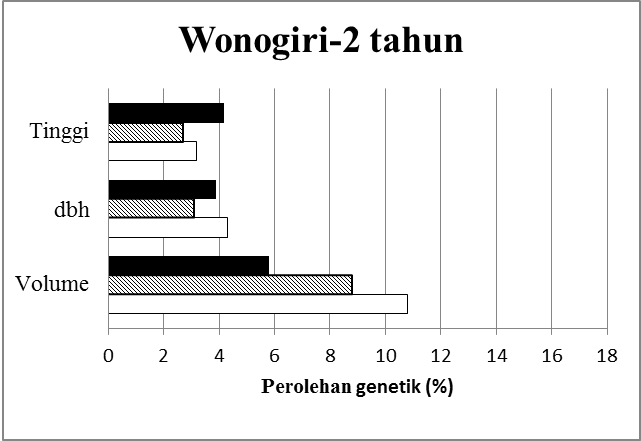 Wonogiri-2 tahun
Tinggi
dbh
Volume
0 2 4 6 8 10 12 14 16 18
Perolehan genetik (%)